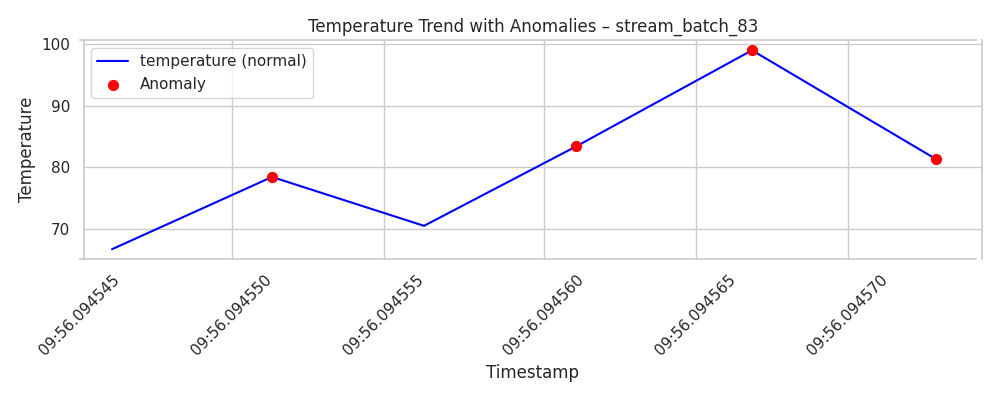 Temperature Trend with Anomalies – stream_batch_83
temperature (normal)
Anomaly
Temperature
100
90
80
70
09:56.094545
09:56.094550
09:56.094555
09:56.094560
09:56.094565
09:56.094570
Timestamp